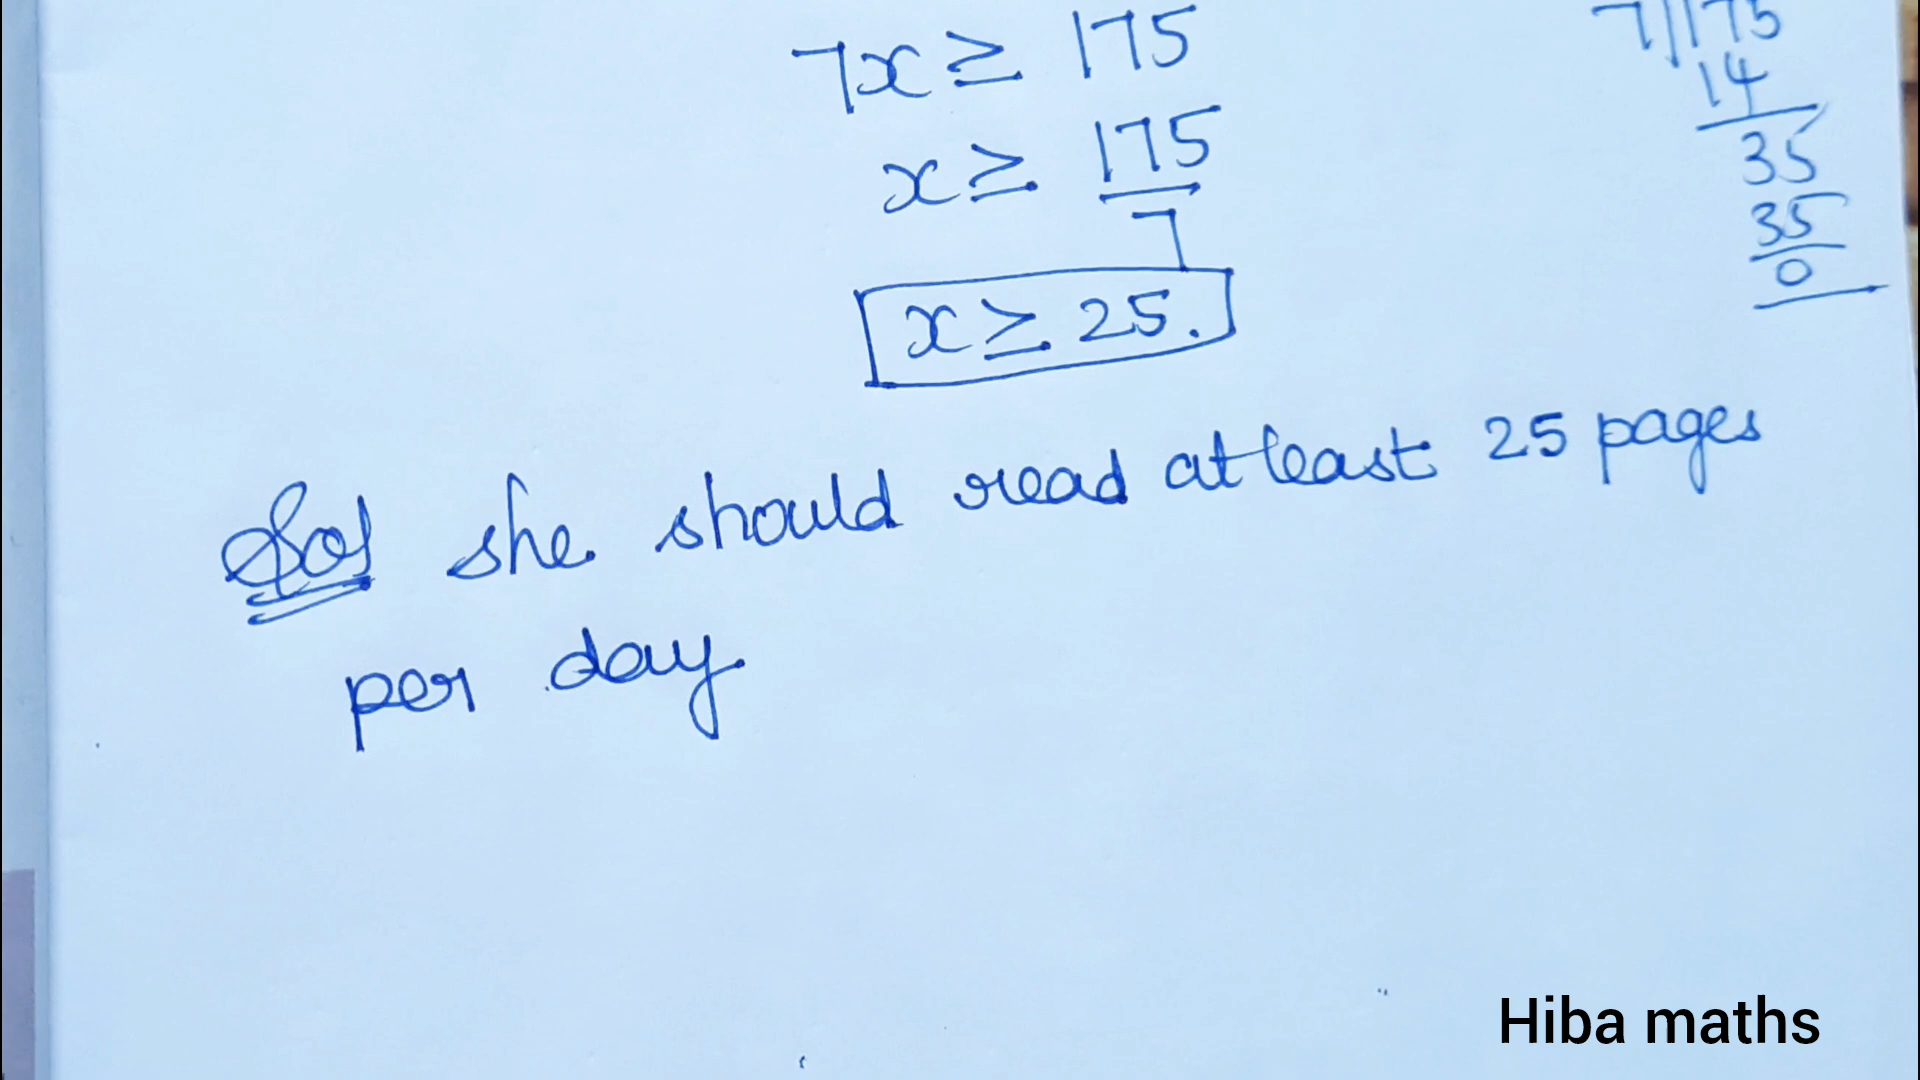 7x ≥ 175
x ≥ 175
7
x ≥ 25.
7 175
14
35
35
0
Sol she should read atleast 25 pages
per day
Hiba maths